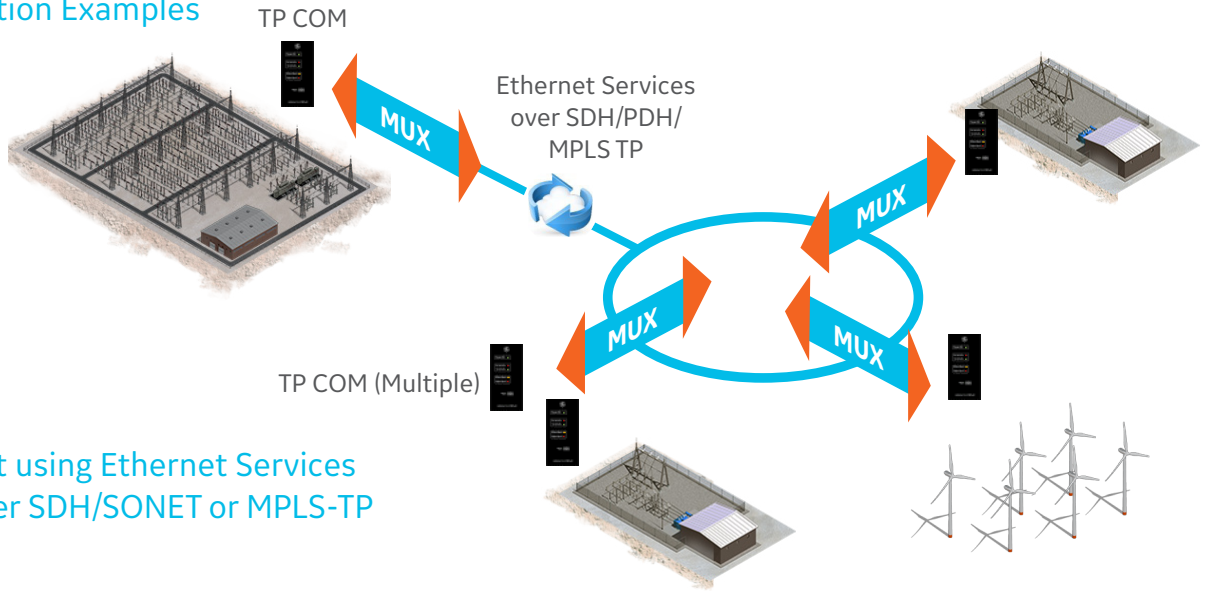 tion Examples
TP COM
MUX
Ethernet Services
over SDH/PDH/
MPLS TP
MUX
MUX
MUX
TP COM (Multiple)
t using Ethernet Services
er SDH/SONET or MPLS-TP